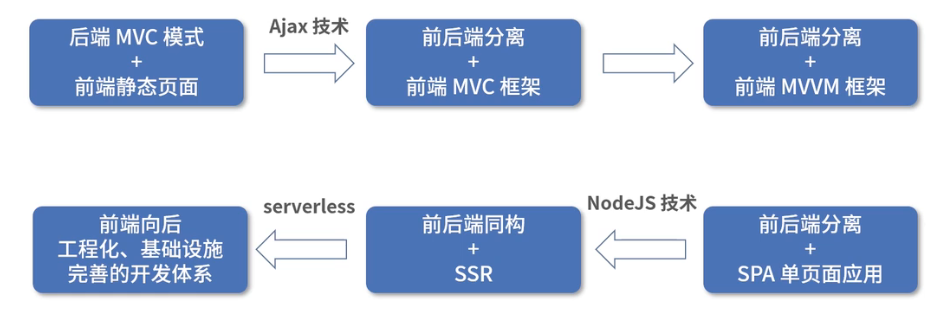 后端 MVC 模式
+
前端静态页面
Ajax 技术
前后端分离
+
前端 MVC 框架
前后端分离
+
前端 MVVM 框架
前端向后
工程化、基础设施
完善的开发体系
serverless
前后端同构
+
SSR
NodeJS 技术
前后端分离
+
SPA 单页面应用